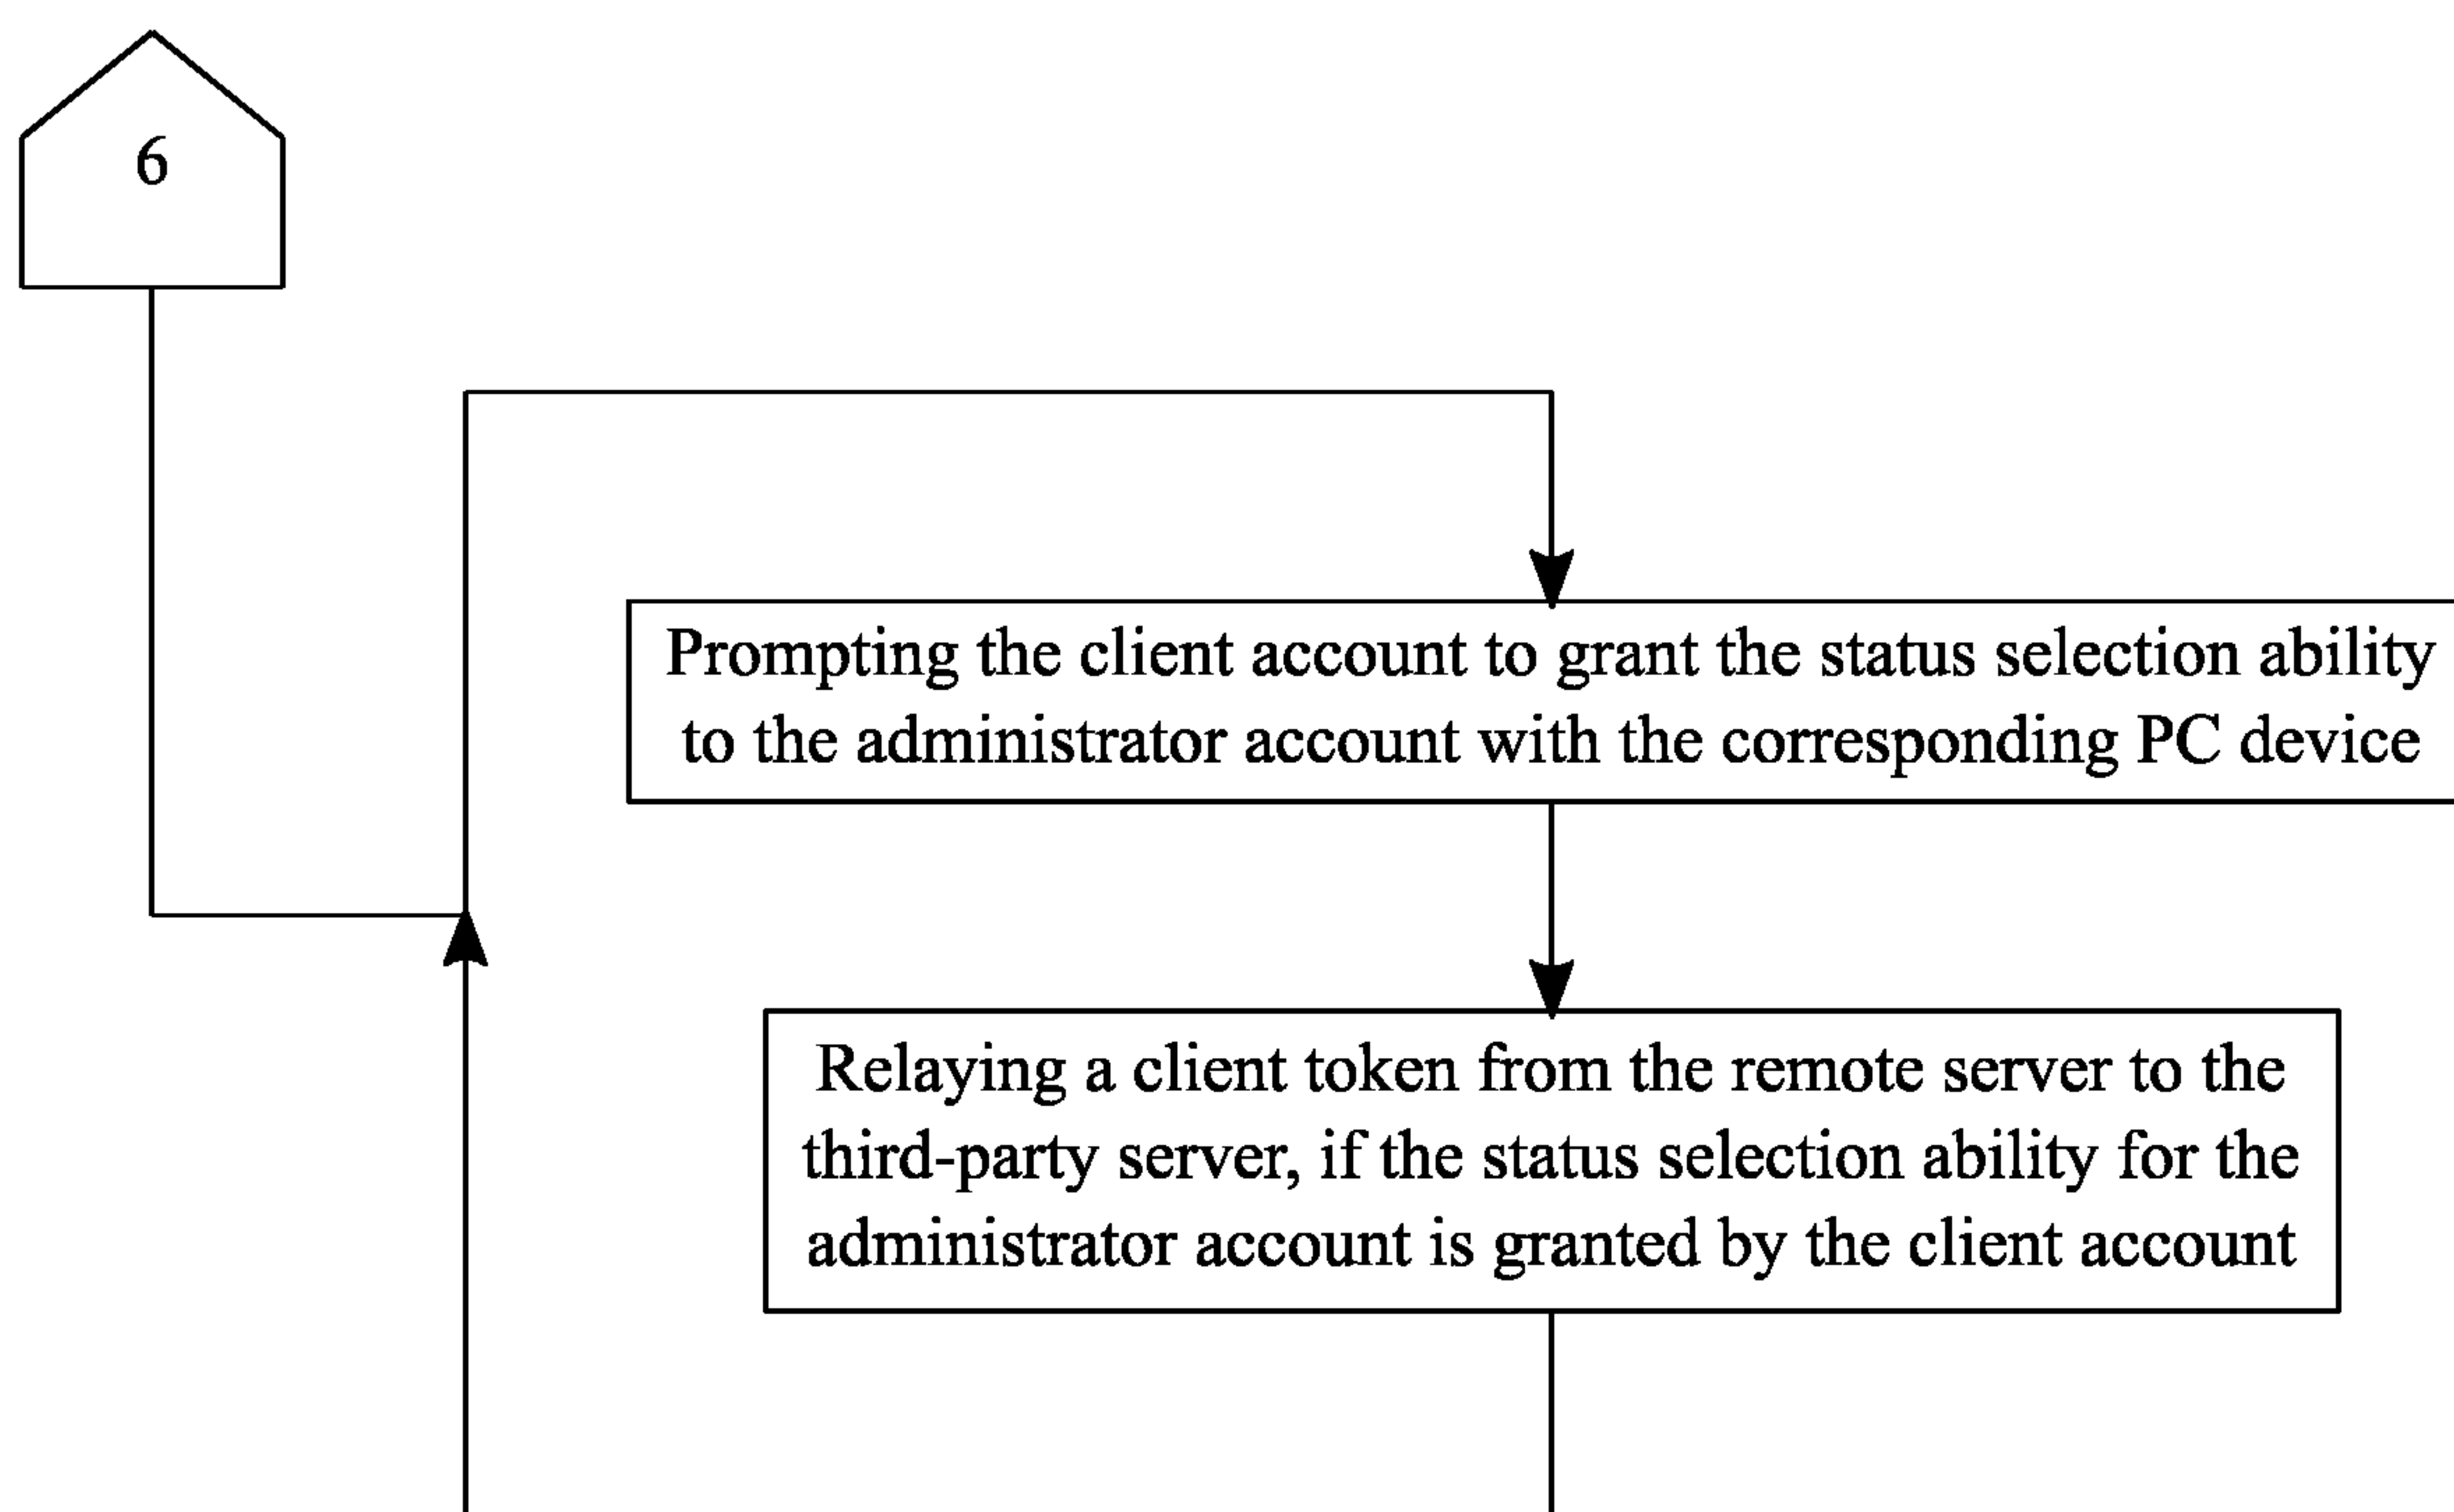 6
Prompting the client account to grant the status selection ability
to the administrator account with the corresponding PC device
Relaying a client token from the remote server to the
third-party server, if the status selection ability for the
administrator account is granted by the client account